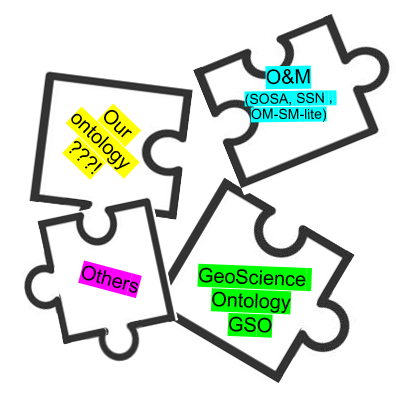 Our
ontology
???!
O&M
(SOSA, SSN ,
OM-SM-lite)
Others
GeoScience
Ontology
GSO